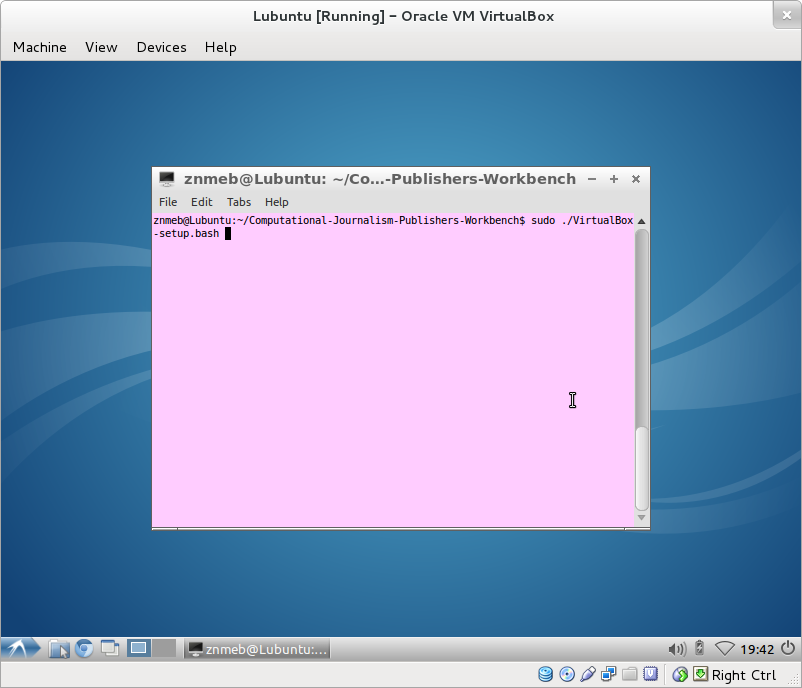 Lubuntu [Running] – Oracle VM VirtualBox
Machine View Devices Help
znmeb@Lubuntu: ~/Co...-Publishers-Workbench
File Edit Tabs Help
znmeb@Lubuntu:~/Computational-Journalism-Publishers-Workbench$ sudo ./VirtualBox
-setup.bash
znmeb@Lubuntu:...
19:42
Right Ctrl